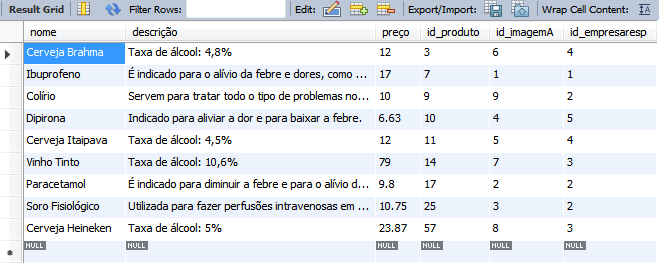 Result Grid Filter Rows: Edit: Export/Import: Wrap Cell Content: IA
nome descrição preço id_produto id_imagemA id_empresaresp
Cerveja Brahma Taxa de álcool: 4,8% 12 3 6 4
Ibuprofeno É indicado para o alívio da febre e dores, como ... 17 7 1 1
Colírio Servem para tratar todo o tipo de problemas no... 10 9 9 2
Dipirona Indicado para aliviar a dor e para baixar a febre. 6.63 10 4 5
Cerveja Itaipava Taxa de álcool: 4,5% 12 11 5 4
Vinho Tinto Taxa de álcool: 10,6% 79 14 7 3
Paracetamol É indicado para diminuir a febre e para o alívio d... 9.8 17 2 2
Soro Fisiológico Utilizada para fazer perfusões intravenosas em ... 10.75 25 3 2
Cerveja Heineken Taxa de álcool: 5% 23.87 57 8 3
NULL NULL NULL NULL NULL NULL